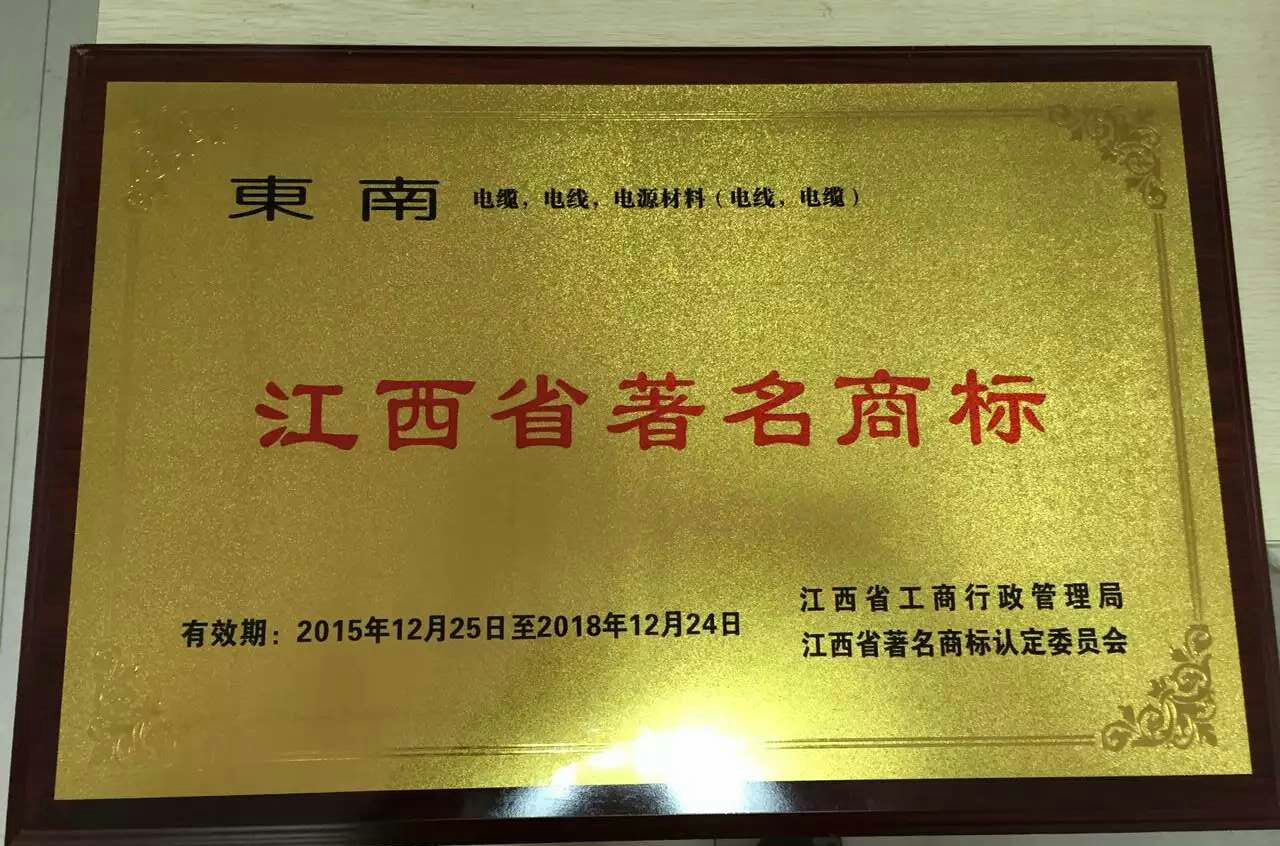 東南 电缆，电线，电源材料（电线，电缆）
江西省著名商标
有效期：2015年12月25日至2018年12月24日
江西省工商行政管理局
江西省著名商标认定委员会